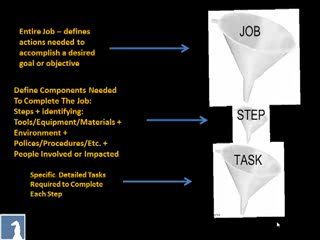 Entire Job – defines
actions needed to
accomplish a desired
goal or objective
JOB
Define Components Needed
To Complete The Job:
Steps + identifying:
Tools/Equipment/Materials +
Environment +
Polices/Procedures/Etc. +
People Involved or Impacted
STEP
Specific Detailed Tasks
Required to Complete
Each Step
TASK